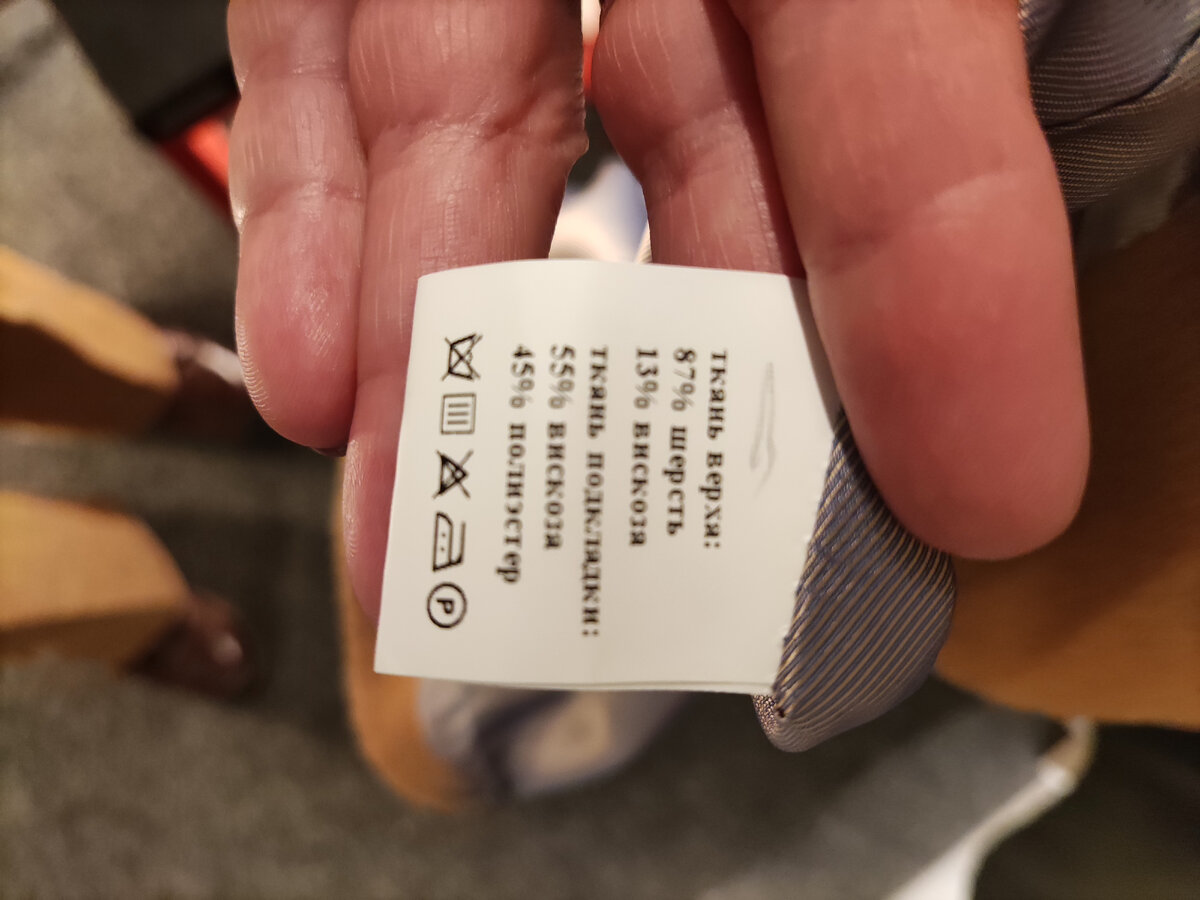 ткань верха:
87% шерсть
13% вискоза
ткань подкладки:
55% вискоза
45% полиэстер
P